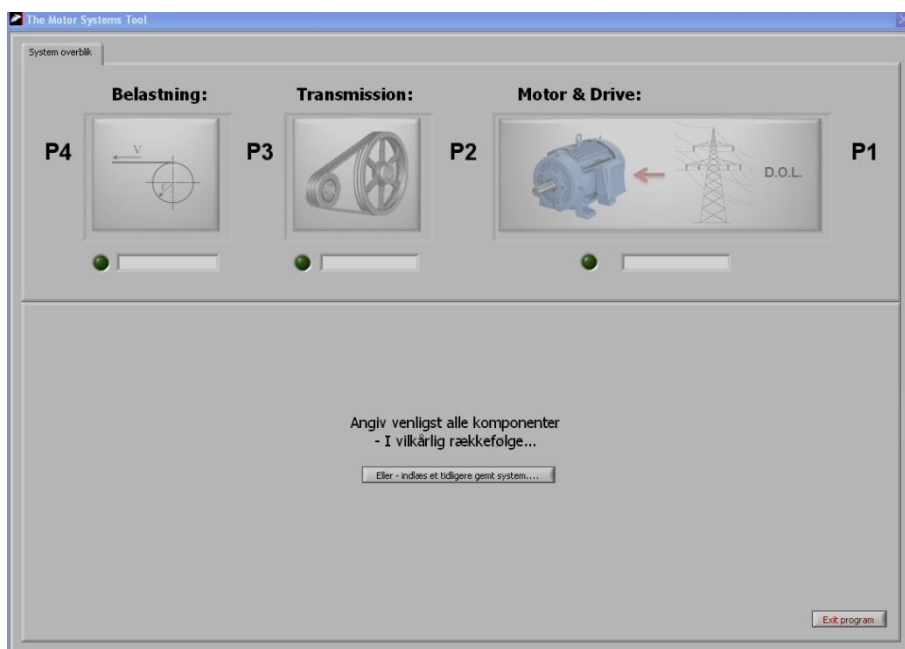 The Motor Systems Tool
System overblik
Belastning: Transmission: Motor & Drive:
P4 V r P3 P2 D.O.L. P1
Angiv venligst alle komponenter
- I vilkårlig rækkefølge...
Eller - indlæs et tidligere gemt system....
Exit program